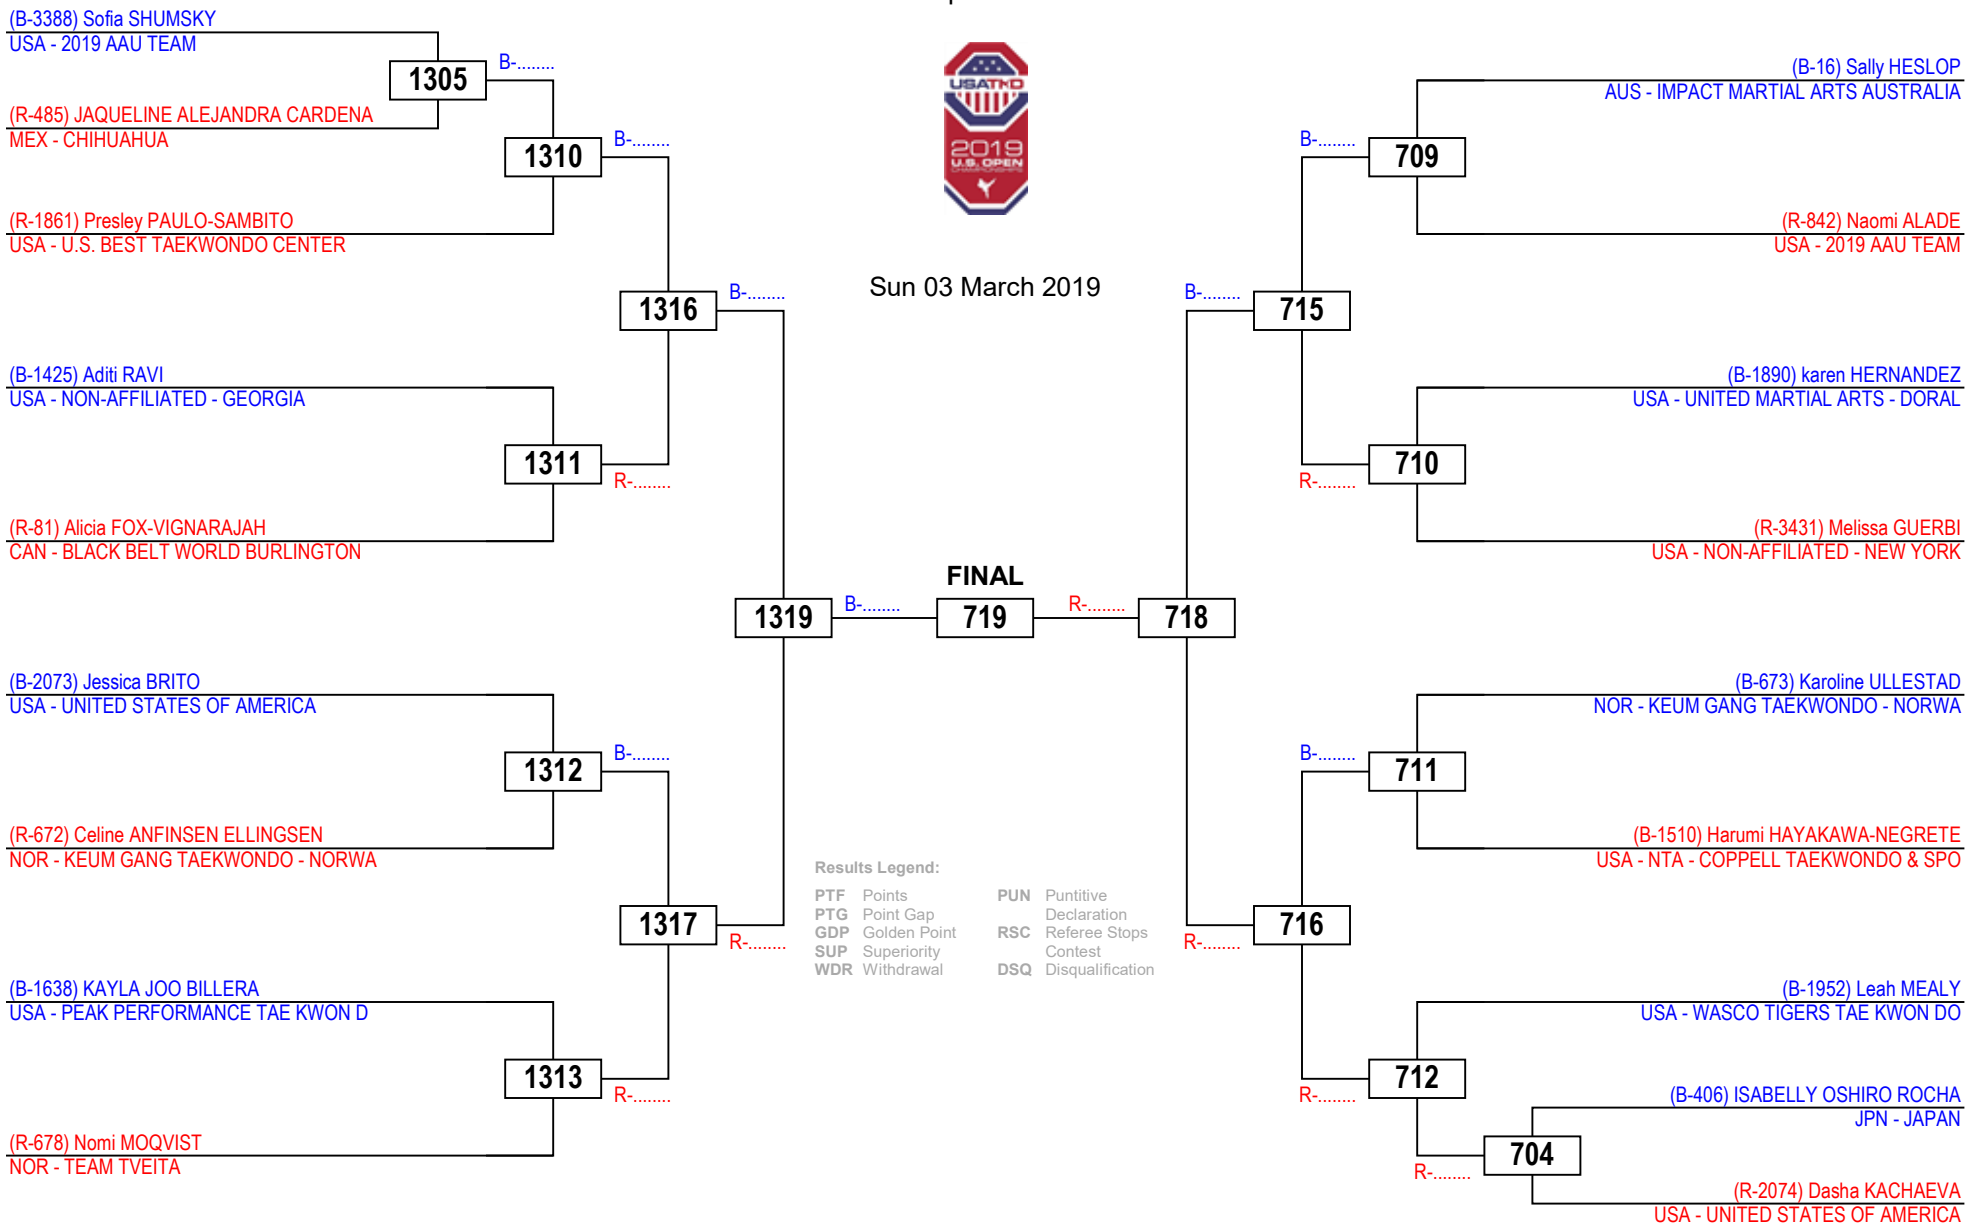 (B-3388) Sofia SHUMSKY
USA - 2019 AAU TEAM
1305
B-........
(R-485) JAQUELINE ALEJANDRA CARDENA
MEX - CHIHUAHUA
1310
B-........
(R-1861) Presley PAULO-SAMBITO
USA - U.S. BEST TAEKWONDO CENTER
1316
B-........
(B-1425) Aditi RAVI
USA - NON-AFFILIATED - GEORGIA
1311
R-........
(R-81) Alicia FOX-VIGNARAJAH
CAN - BLACK BELT WORLD BURLINGTON
1319
B-........
(B-2073) Jessica BRITO
USA - UNITED STATES OF AMERICA
1312
B-........
(R-672) Celine ANFINSEN ELLINGSEN
NOR - KEUM GANG TAEKWONDO - NORWA
1317
R-........
(B-1638) KAYLA JOO BILLERA
USA - PEAK PERFORMANCE TAE KWON D
1313
R-........
(R-678) Nomi MOQVIST
NOR - TEAM TVEITA
USATKD
2019
U.S. OPEN
CHAMPIONSHIPS
Sun 03 March 2019
FINAL
719
Results Legend:
PTF Points
PTG Point Gap
GDP Golden Point
SUP Superiority
WDR Withdrawal
PUN Puntitive
Declaration
RSC Referee Stops
Contest
DSQ Disqualification
(B-16) Sally HESLOP
AUS - IMPACT MARTIAL ARTS AUSTRALIA
B-........
709
(R-842) Naomi ALADE
USA - 2019 AAU TEAM
B-........
715
(B-1890) karen HERNANDEZ
USA - UNITED MARTIAL ARTS - DORAL
710
R-........
(R-3431) Melissa GUERBI
USA - NON-AFFILIATED - NEW YORK
R-........
718
(B-673) Karoline ULLESTAD
NOR - KEUM GANG TAEKWONDO - NORWA
B-........
711
(B-1510) Harumi HAYAKAWA-NEGRETE
USA - NTA - COPPELL TAEKWONDO & SPO
716
R-........
(B-1952) Leah MEALY
USA - WASCO TIGERS TAE KWON DO
712
R-........
(B-406) ISABELLY OSHIRO ROCHA
JPN - JAPAN
704
R-........
(R-2074) Dasha KACHAEVA
USA - UNITED STATES OF AMERICA